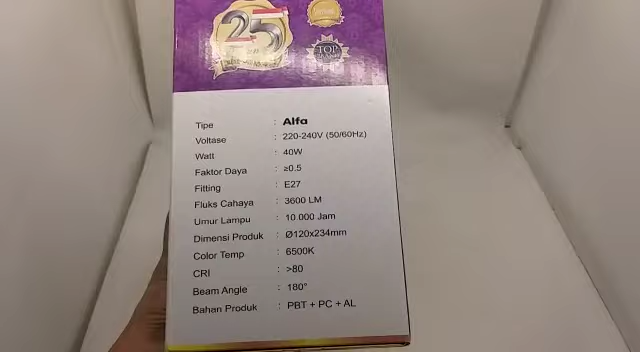 25
TOP
Tipe : Alfa
Voltase : 220-240V (50/60Hz)
Watt : 40W
Faktor Daya : ≥0.5
Fitting : E27
Fluks Cahaya : 3600 LM
Umur Lampu : 10.000 Jam
Dimensi Produk : Ø120x234mm
Color Temp : 6500K
CRI : >80
Beam Angle : 180°
Bahan Produk : PBT + PC + AL